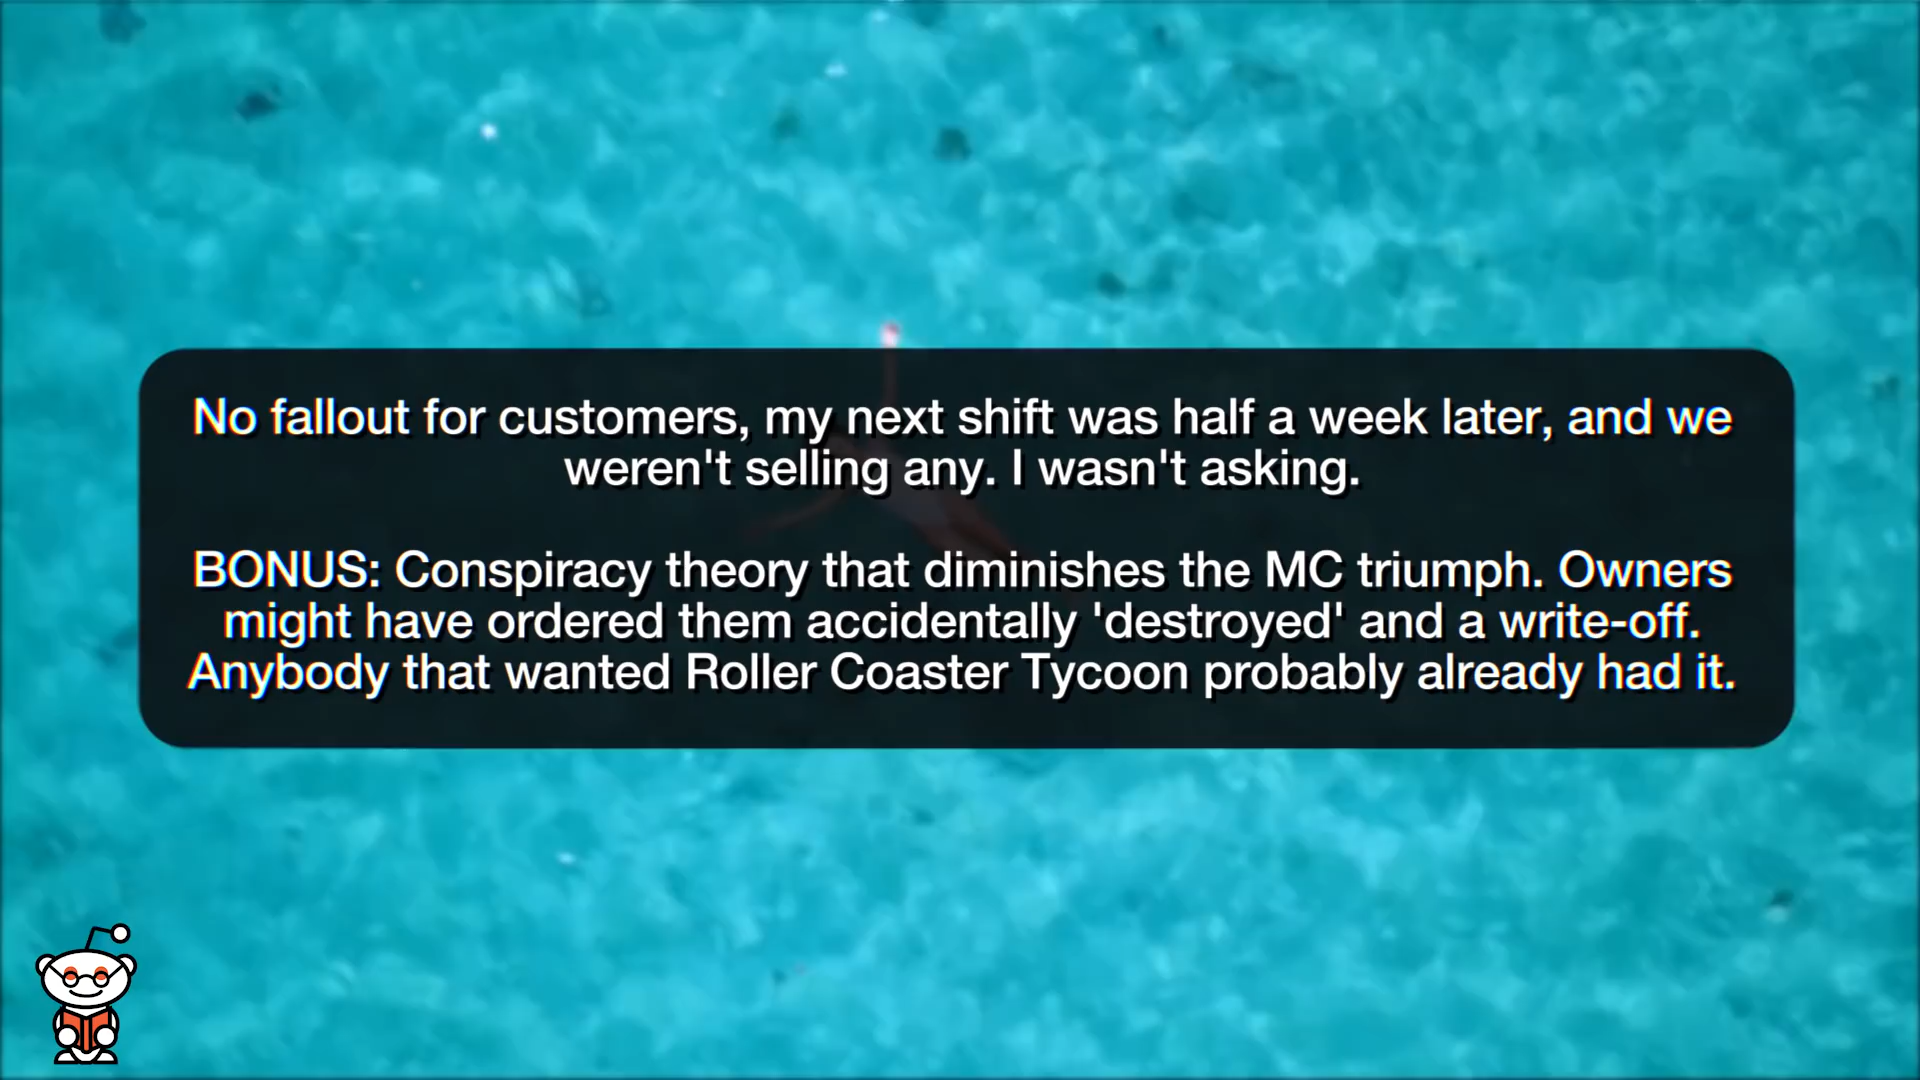 No fallout for customers, my next shift was half a week later, and we
weren't selling any. I wasn't asking.
BONUS: Conspiracy theory that diminishes the MC triumph. Owners
might have ordered them accidentally 'destroyed' and a write-off.
Anybody that wanted Roller Coaster Tycoon probably already had it.